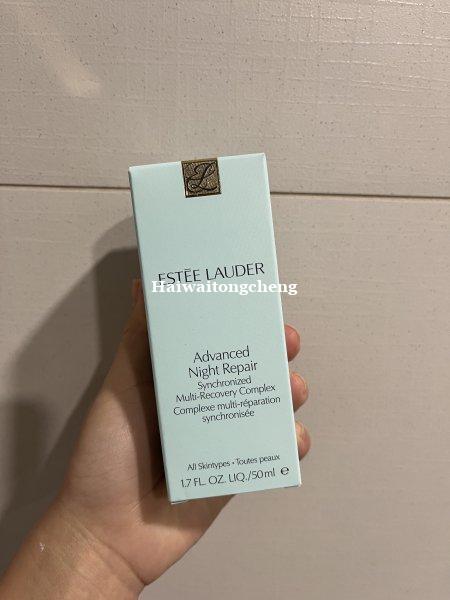 ESTĒE LAUDER
Haiwaitongcheng
Advanced
Night Repair
Synchronized
Multi-Recovery Complex
Complexe multi-réparation
synchronisée
All Skintypes • Toutes peaux
1.7 FL. OZ. LIQ./50 ml ℮